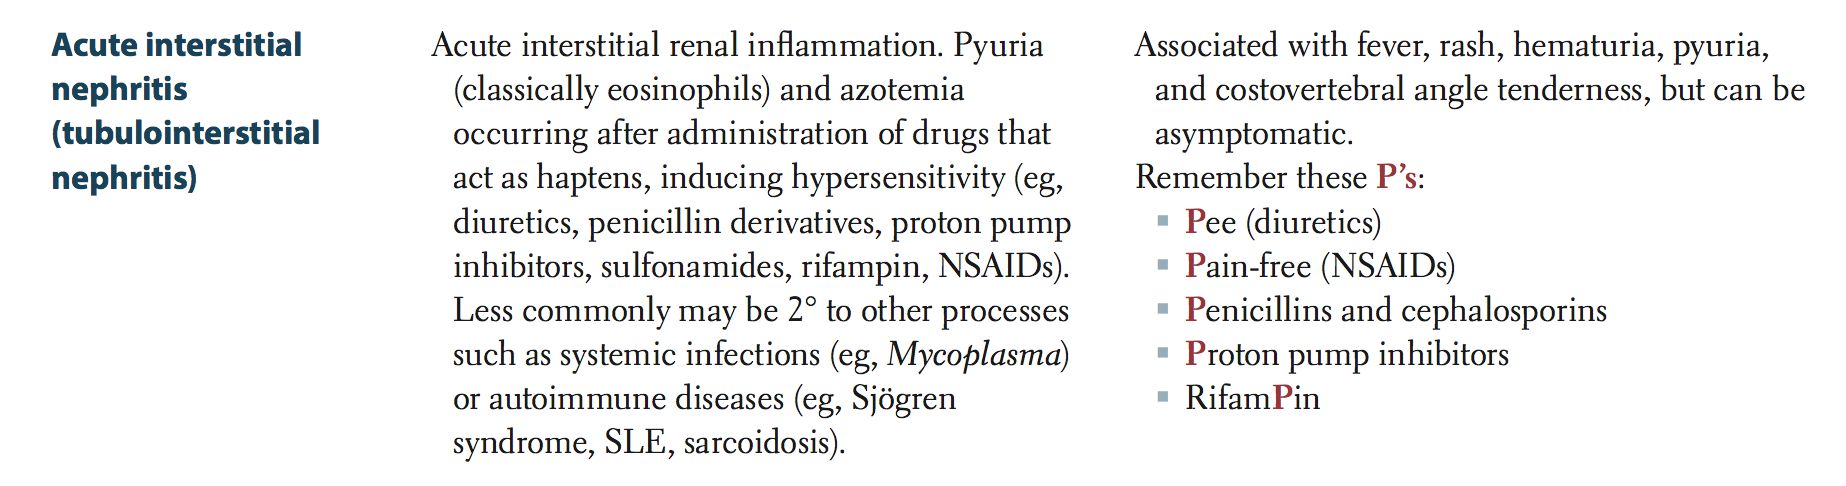 Acute interstitial
nephritis
(tubulointerstitial
nephritis)
Acute interstitial renal inflammation. Pyuria
(classically eosinophils) and azotemia
occurring after administration of drugs that
act as haptens, inducing hypersensitivity (eg,
diuretics, penicillin derivatives, proton pump
inhibitors, sulfonamides, rifampin, NSAIDs).
Less commonly may be 2° to other processes
such as systemic infections (eg, Mycoplasma)
or autoimmune diseases (eg, Sjögren
syndrome, SLE, sarcoidosis).
Associated with fever, rash, hematuria, pyuria,
and costovertebral angle tenderness, but can be
asymptomatic.
Remember these P’s:
▪ Pee (diuretics)
▪ Pain-free (NSAIDs)
▪ Penicillins and cephalosporins
▪ Proton pump inhibitors
▪ RifamPin